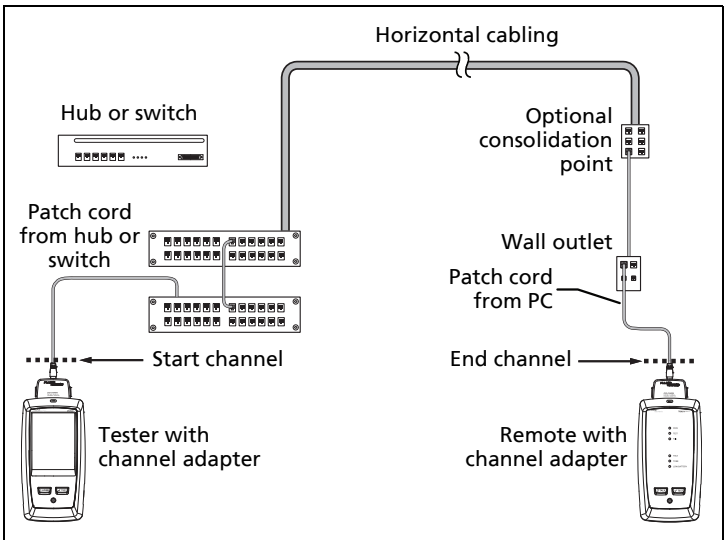 Horizontal cabling
Hub or switch
Optional
consolidation
point
Patch cord
from hub or
switch
Wall outlet
Patch cord
from PC
Start channel
End channel
Tester with
channel adapter
Remote with
channel adapter